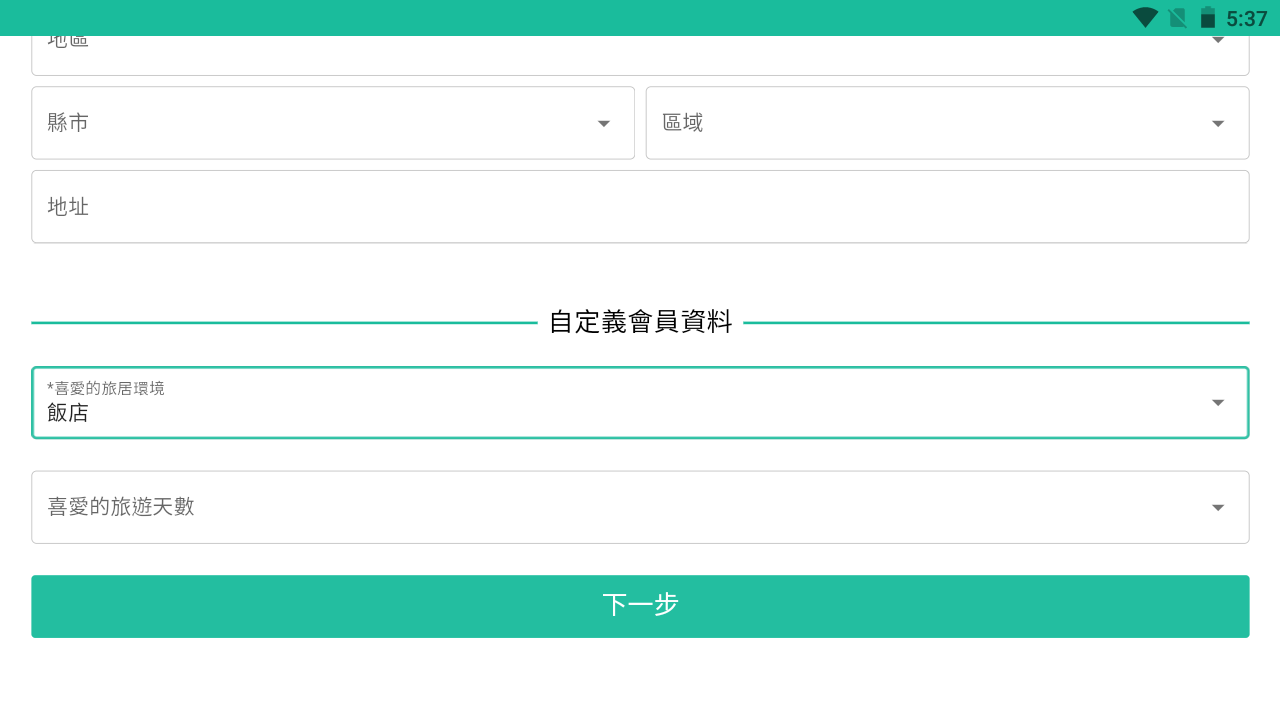 5:37
地區
縣市
區域
地址
自定義會員資料
*喜愛的旅居環境
飯店
喜愛的旅遊天數
下一步